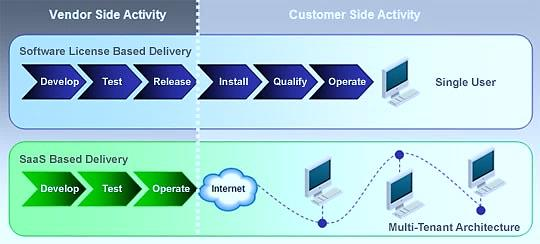 Vendor Side Activity
Customer Side Activity
Software License Based Delivery
Develop
Test
Release
Install
Qualify
Operate
Single User
SaaS Based Delivery
Develop
Test
Operate
Internet
Multi-Tenant Architecture